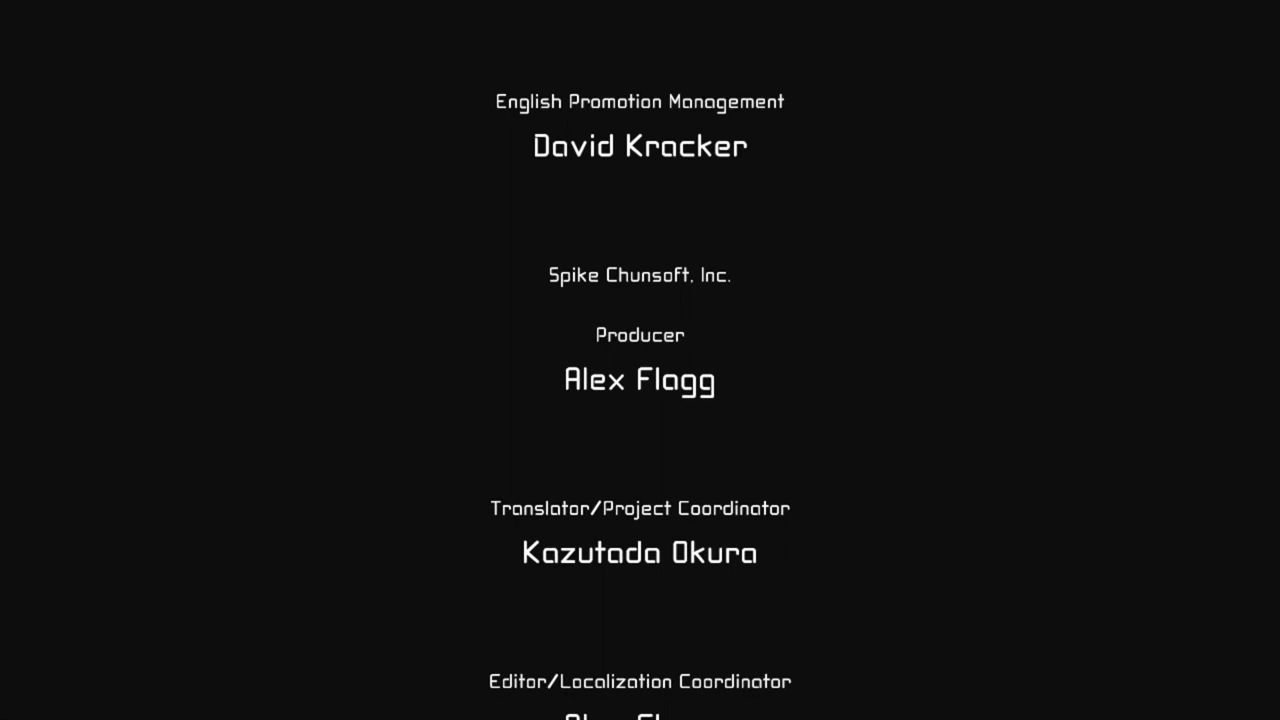 English Promotion Management
David Kracker
Spike Chunsoft, Inc.
Producer
Alex Flagg
Translator/Project Coordinator
Kazutada Okura
Editor/Localization Coordinator